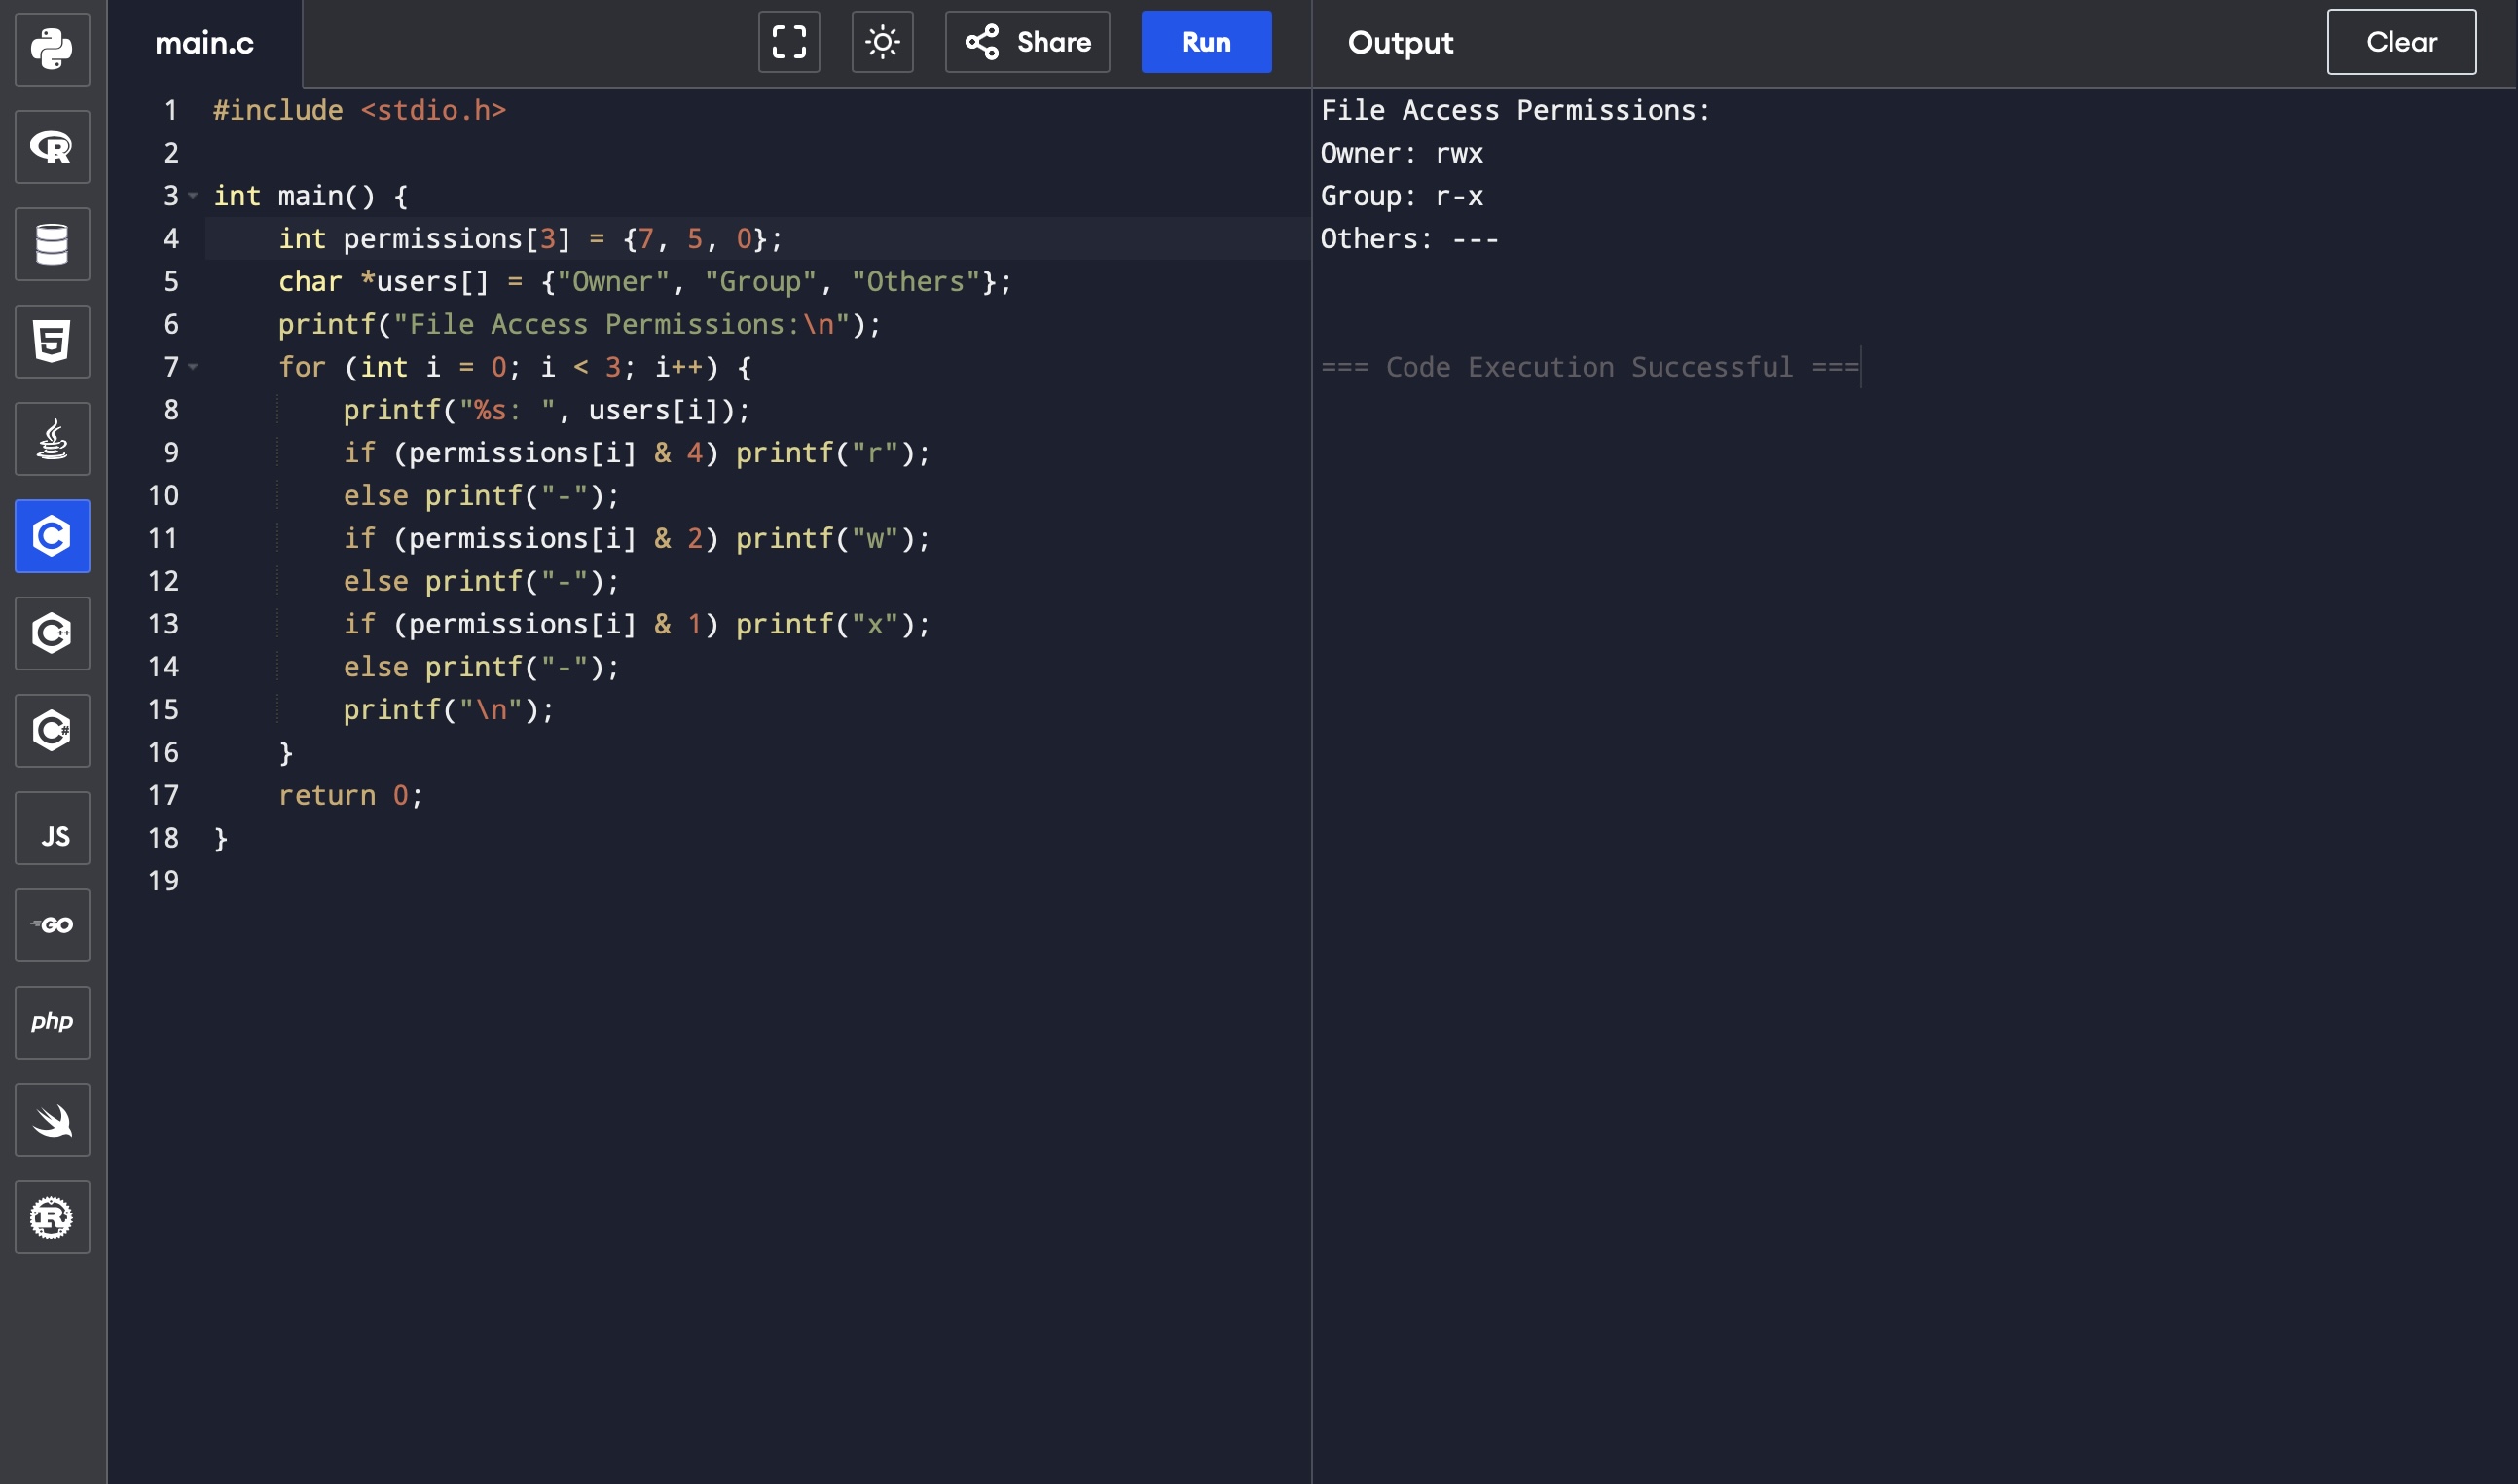 main.c
Share
Run
Output
Clear
1 #include <stdio.h>
2
3 int main() {
4     int permissions[3] = {7, 5, 0};
5     char *users[] = {"Owner", "Group", "Others"};
6     printf("File Access Permissions:\n");
7     for (int i = 0; i < 3; i++) {
8         printf("%s: ", users[i]);
9         if (permissions[i] & 4) printf("r");
10         else printf("-");
11         if (permissions[i] & 2) printf("w");
12         else printf("-");
13         if (permissions[i] & 1) printf("x");
14         else printf("-");
15         printf("\n");
16     }
17     return 0;
18 }
19
File Access Permissions:
Owner: rwx
Group: r-x
Others: ---
=== Code Execution Successful ===
R
5
C
C++
C#
JS
GO
php
R